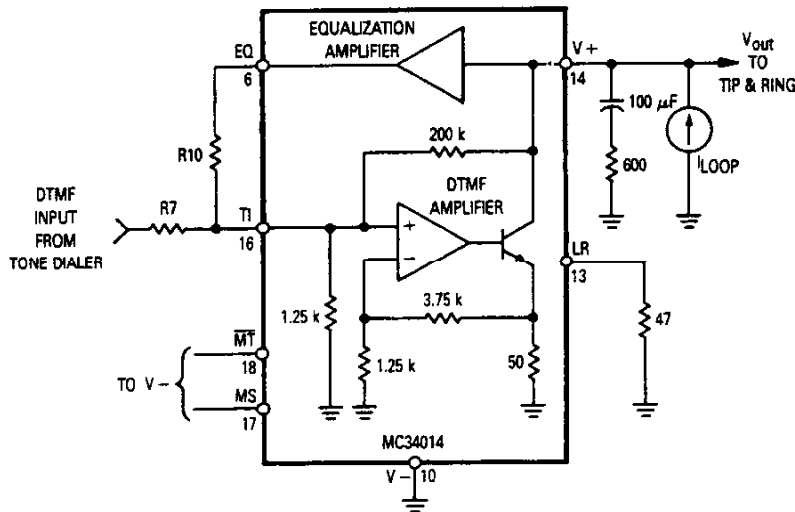 EQUALIZATION
AMPLIFIER
EQ
6
V+
14
Vout
TO
TIP & RING
100 μF
600
ILOOP
200 k
R10
DTMF
AMPLIFIER
DTMF
INPUT
FROM
TONE DIALER
R7
TI
16
+
−
LR
13
47
1.25 k
3.75 k
1.25 k
50
M̅T̅
18
TO V−
MS
17
MC34014
V−
10